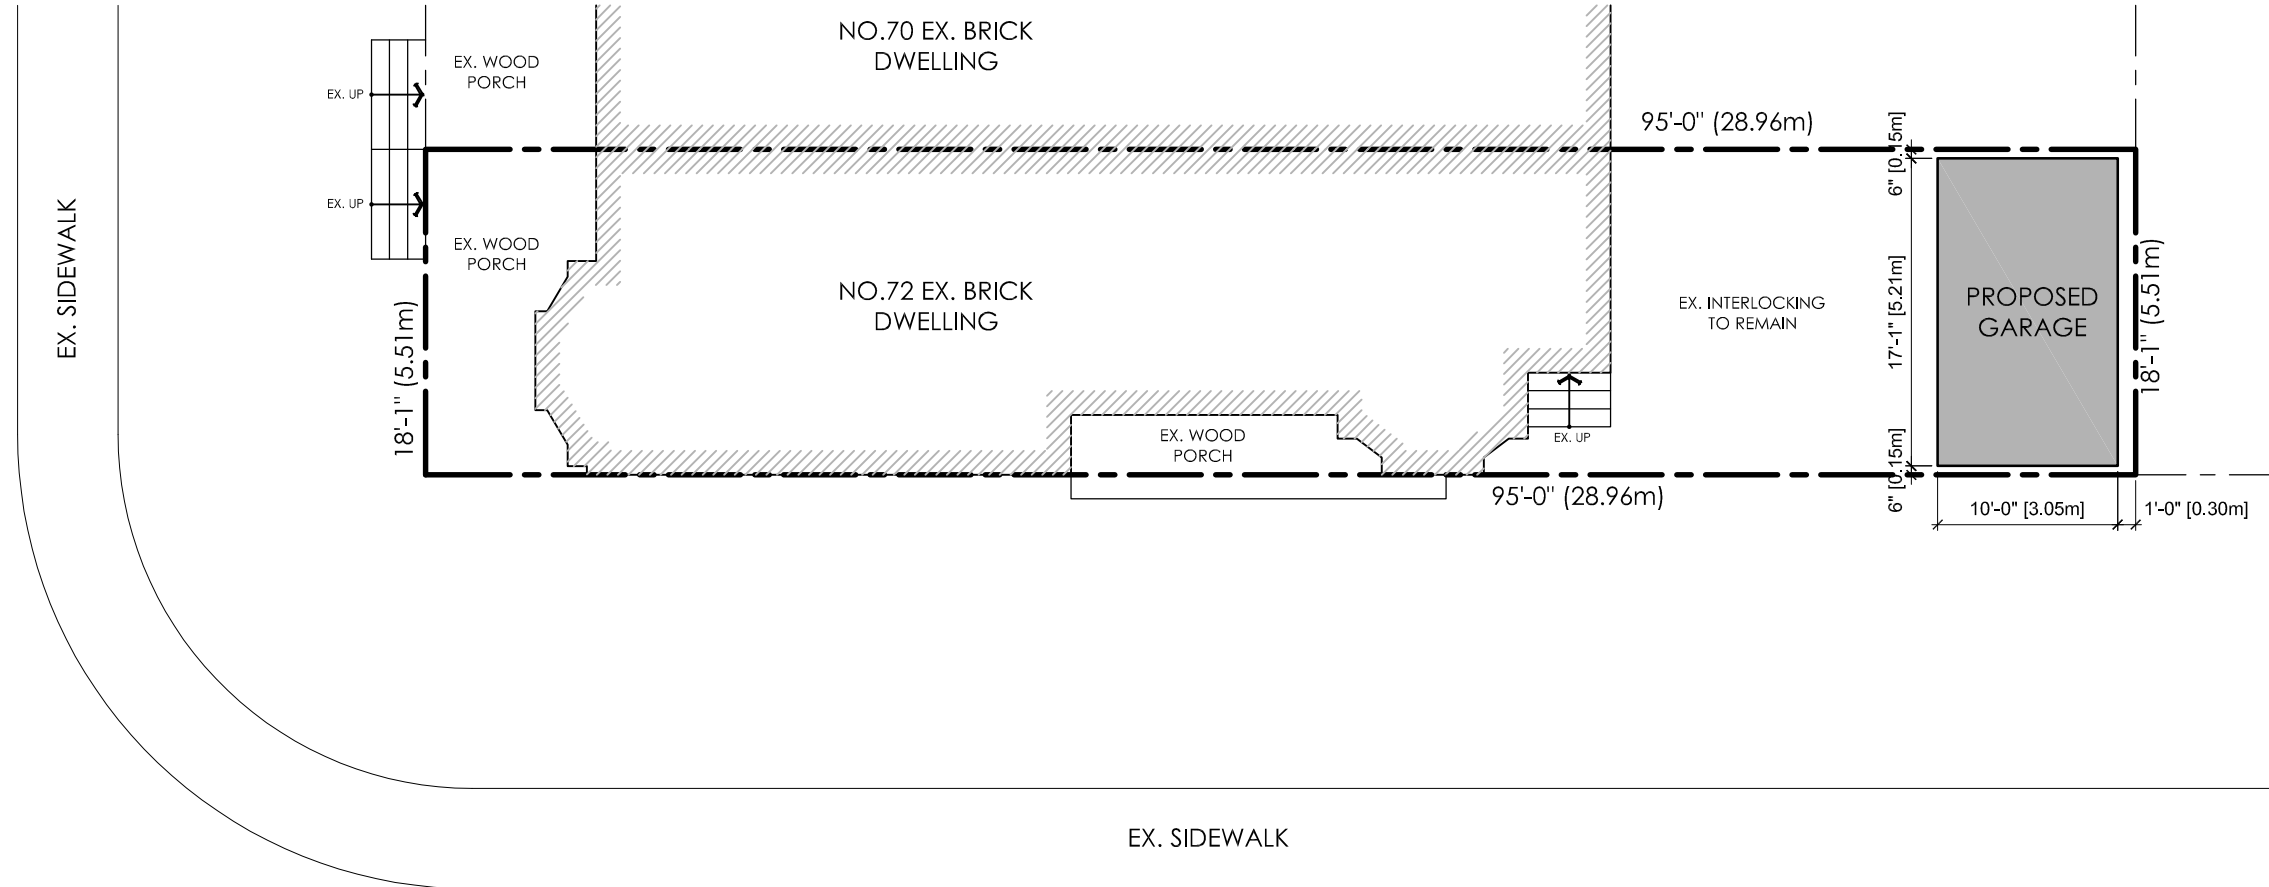 NO.70 EX. BRICK
DWELLING
EX. WOOD
PORCH
EX. UP
95'-0" (28.96m)
6" [0.15m]
EX. UP
EX. WOOD
PORCH
EX. SIDEWALK
18'-1" (5.51m)
NO.72 EX. BRICK
DWELLING
EX. INTERLOCKING
TO REMAIN
17'-1" [5.21m]
PROPOSED
GARAGE
18'-1" (5.51m)
EX. WOOD
PORCH
EX. UP
6" [0.15m]
95'-0" (28.96m)
10'-0" [3.05m]
1'-0" [0.30m]
EX. SIDEWALK